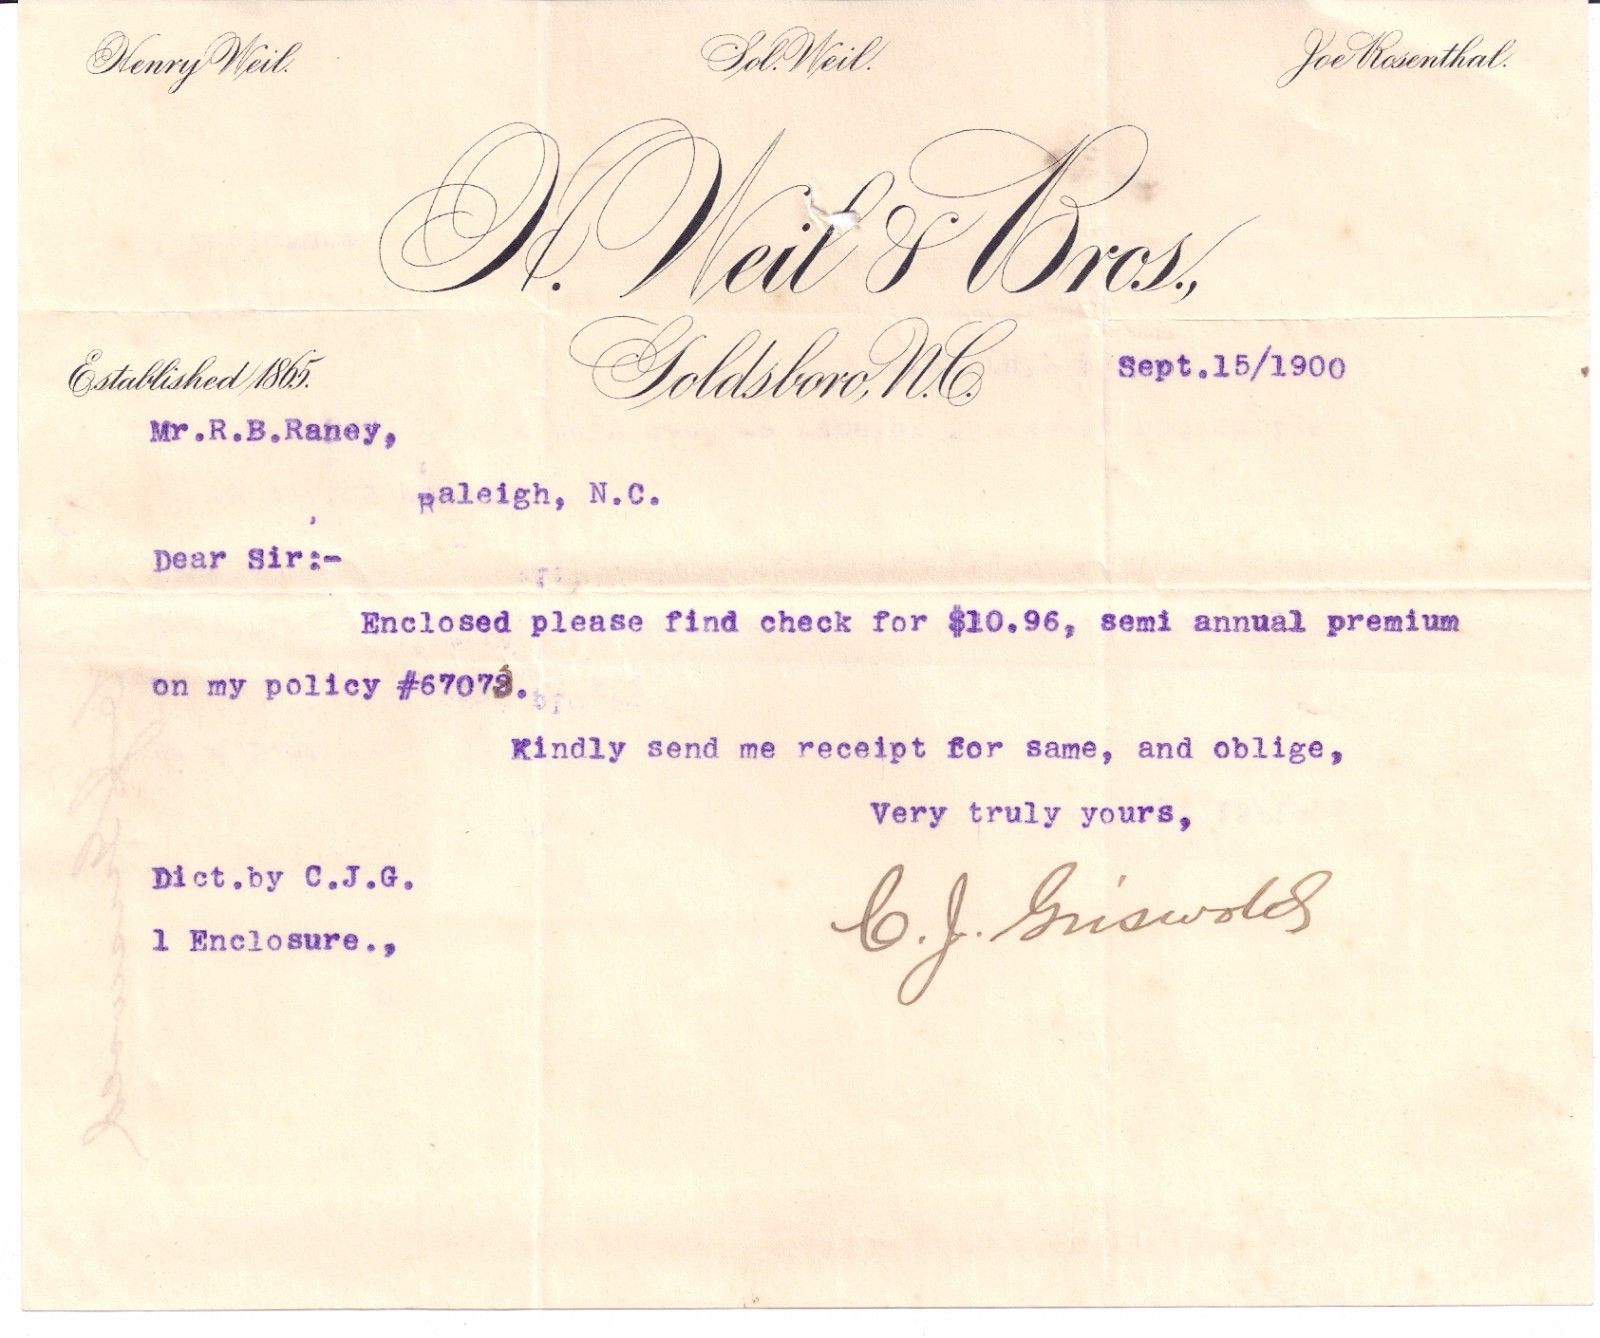 Henry Weil. Sol. Weil. Joe Rosenthal.
H. Weil & Bros.,
Goldsboro, N.C.
Established 1865.
Sept.15/1900
Mr.R.B.Raney,
Raleigh, N.C.
Dear Sir:-
Enclosed please find check for $10.96, semi annual premium
on my policy #67073.
Kindly send me receipt for same, and oblige,
Very truly yours,
Dict.by C.J.G.
C. J. Griswold
1 Enclosure.,